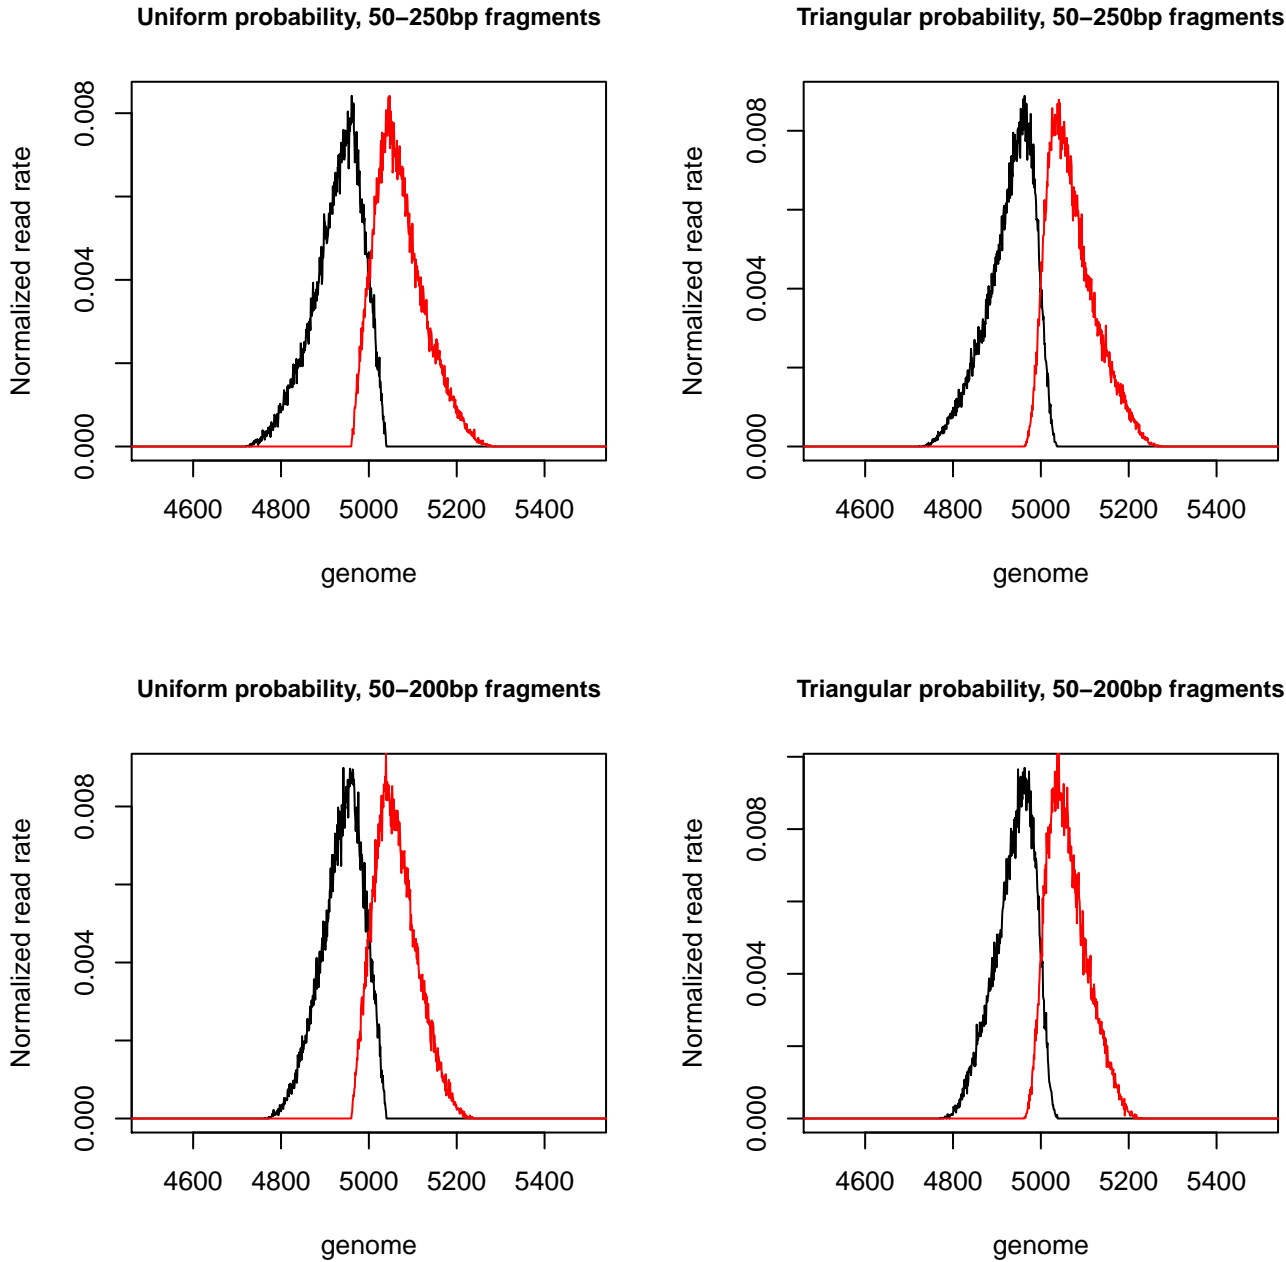 Uniform probability, 50−250bp fragments
Normalized read rate
0.000
0.004
0.008
4600 4800 5000 5200 5400
genome
Triangular probability, 50−250bp fragments
Normalized read rate
0.000
0.004
0.008
4600 4800 5000 5200 5400
genome
Uniform probability, 50−200bp fragments
Normalized read rate
0.000
0.004
0.008
4600 4800 5000 5200 5400
genome
Triangular probability, 50−200bp fragments
Normalized read rate
0.000
0.004
0.008
4600 4800 5000 5200 5400
genome